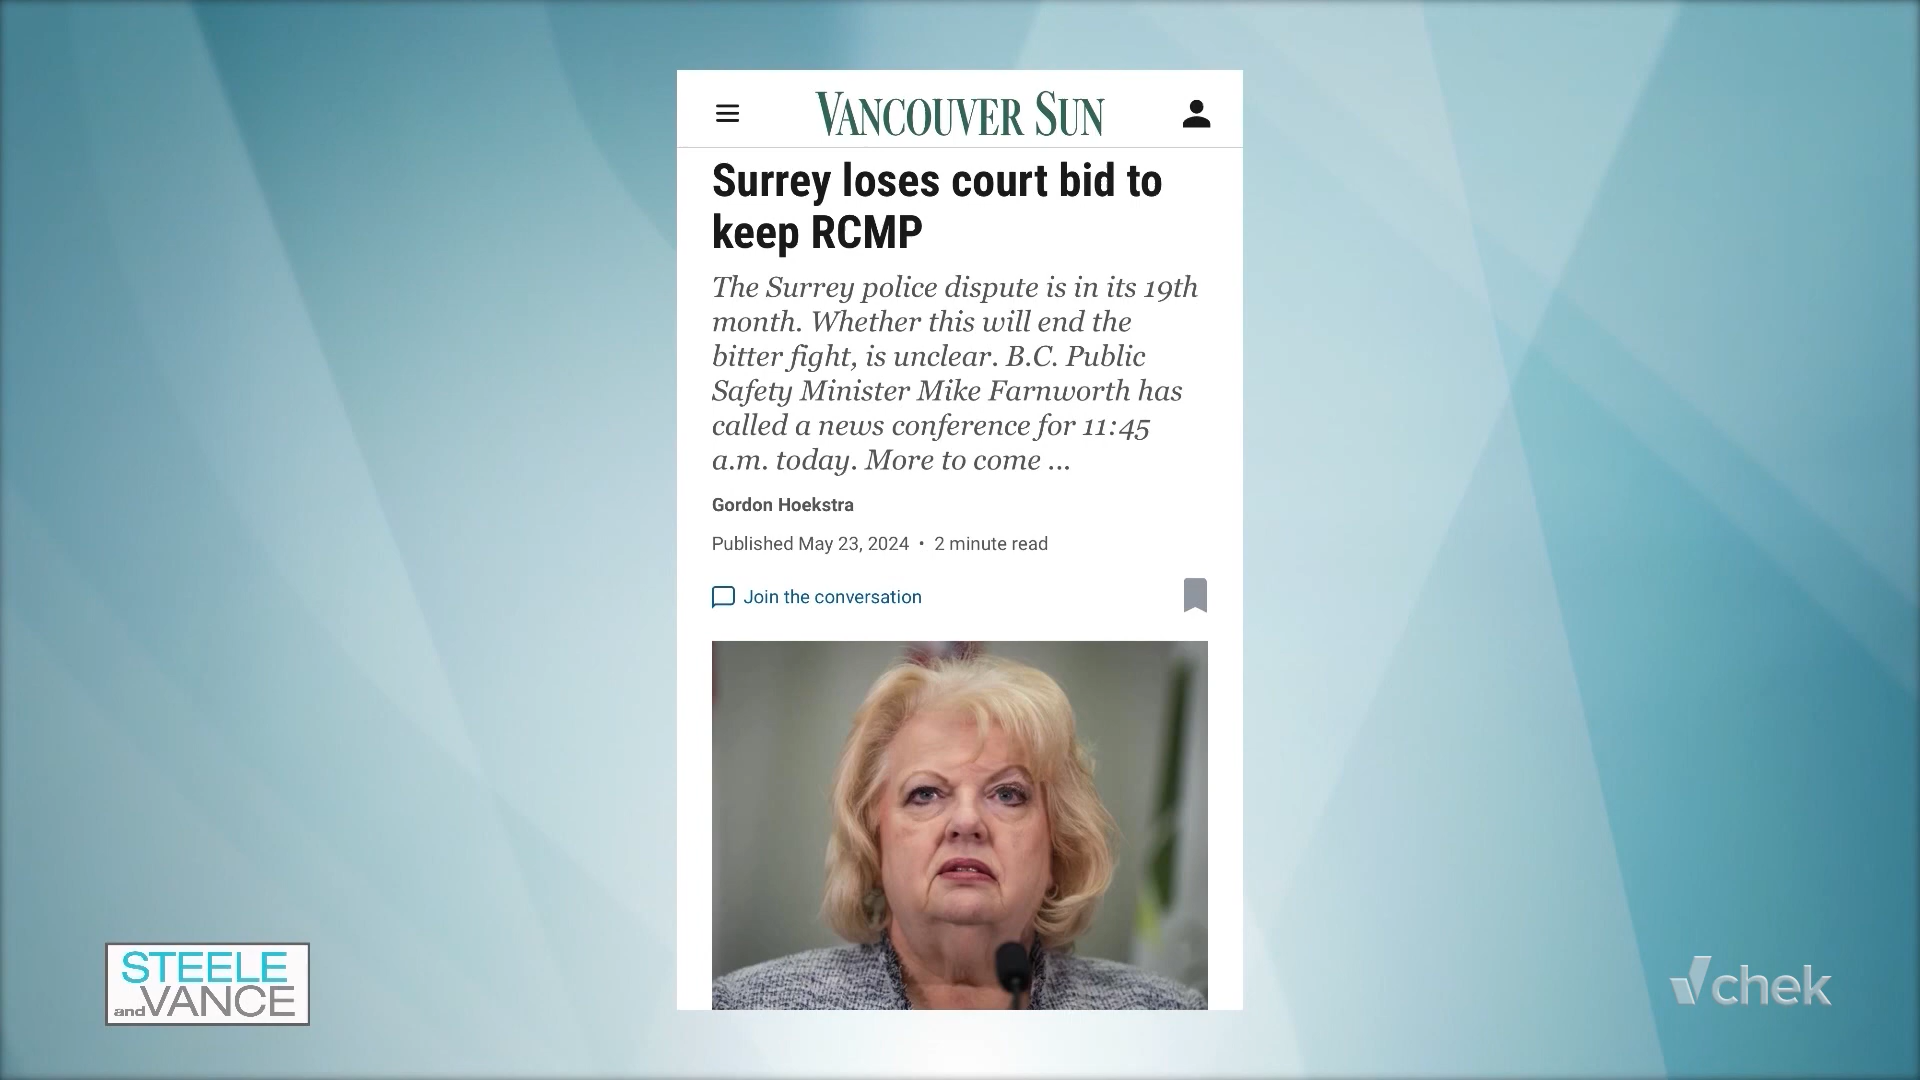 VANCOUVER SUN
Surrey loses court bid to
keep RCMP
The Surrey police dispute is in its 19th
month. Whether this will end the
bitter fight, is unclear. B.C. Public
Safety Minister Mike Farnworth has
called a news conference for 11:45
a.m. today. More to come ...
Gordon Hoekstra
Published May 23, 2024 • 2 minute read
Join the conversation
STEELE
and VANCE
chek